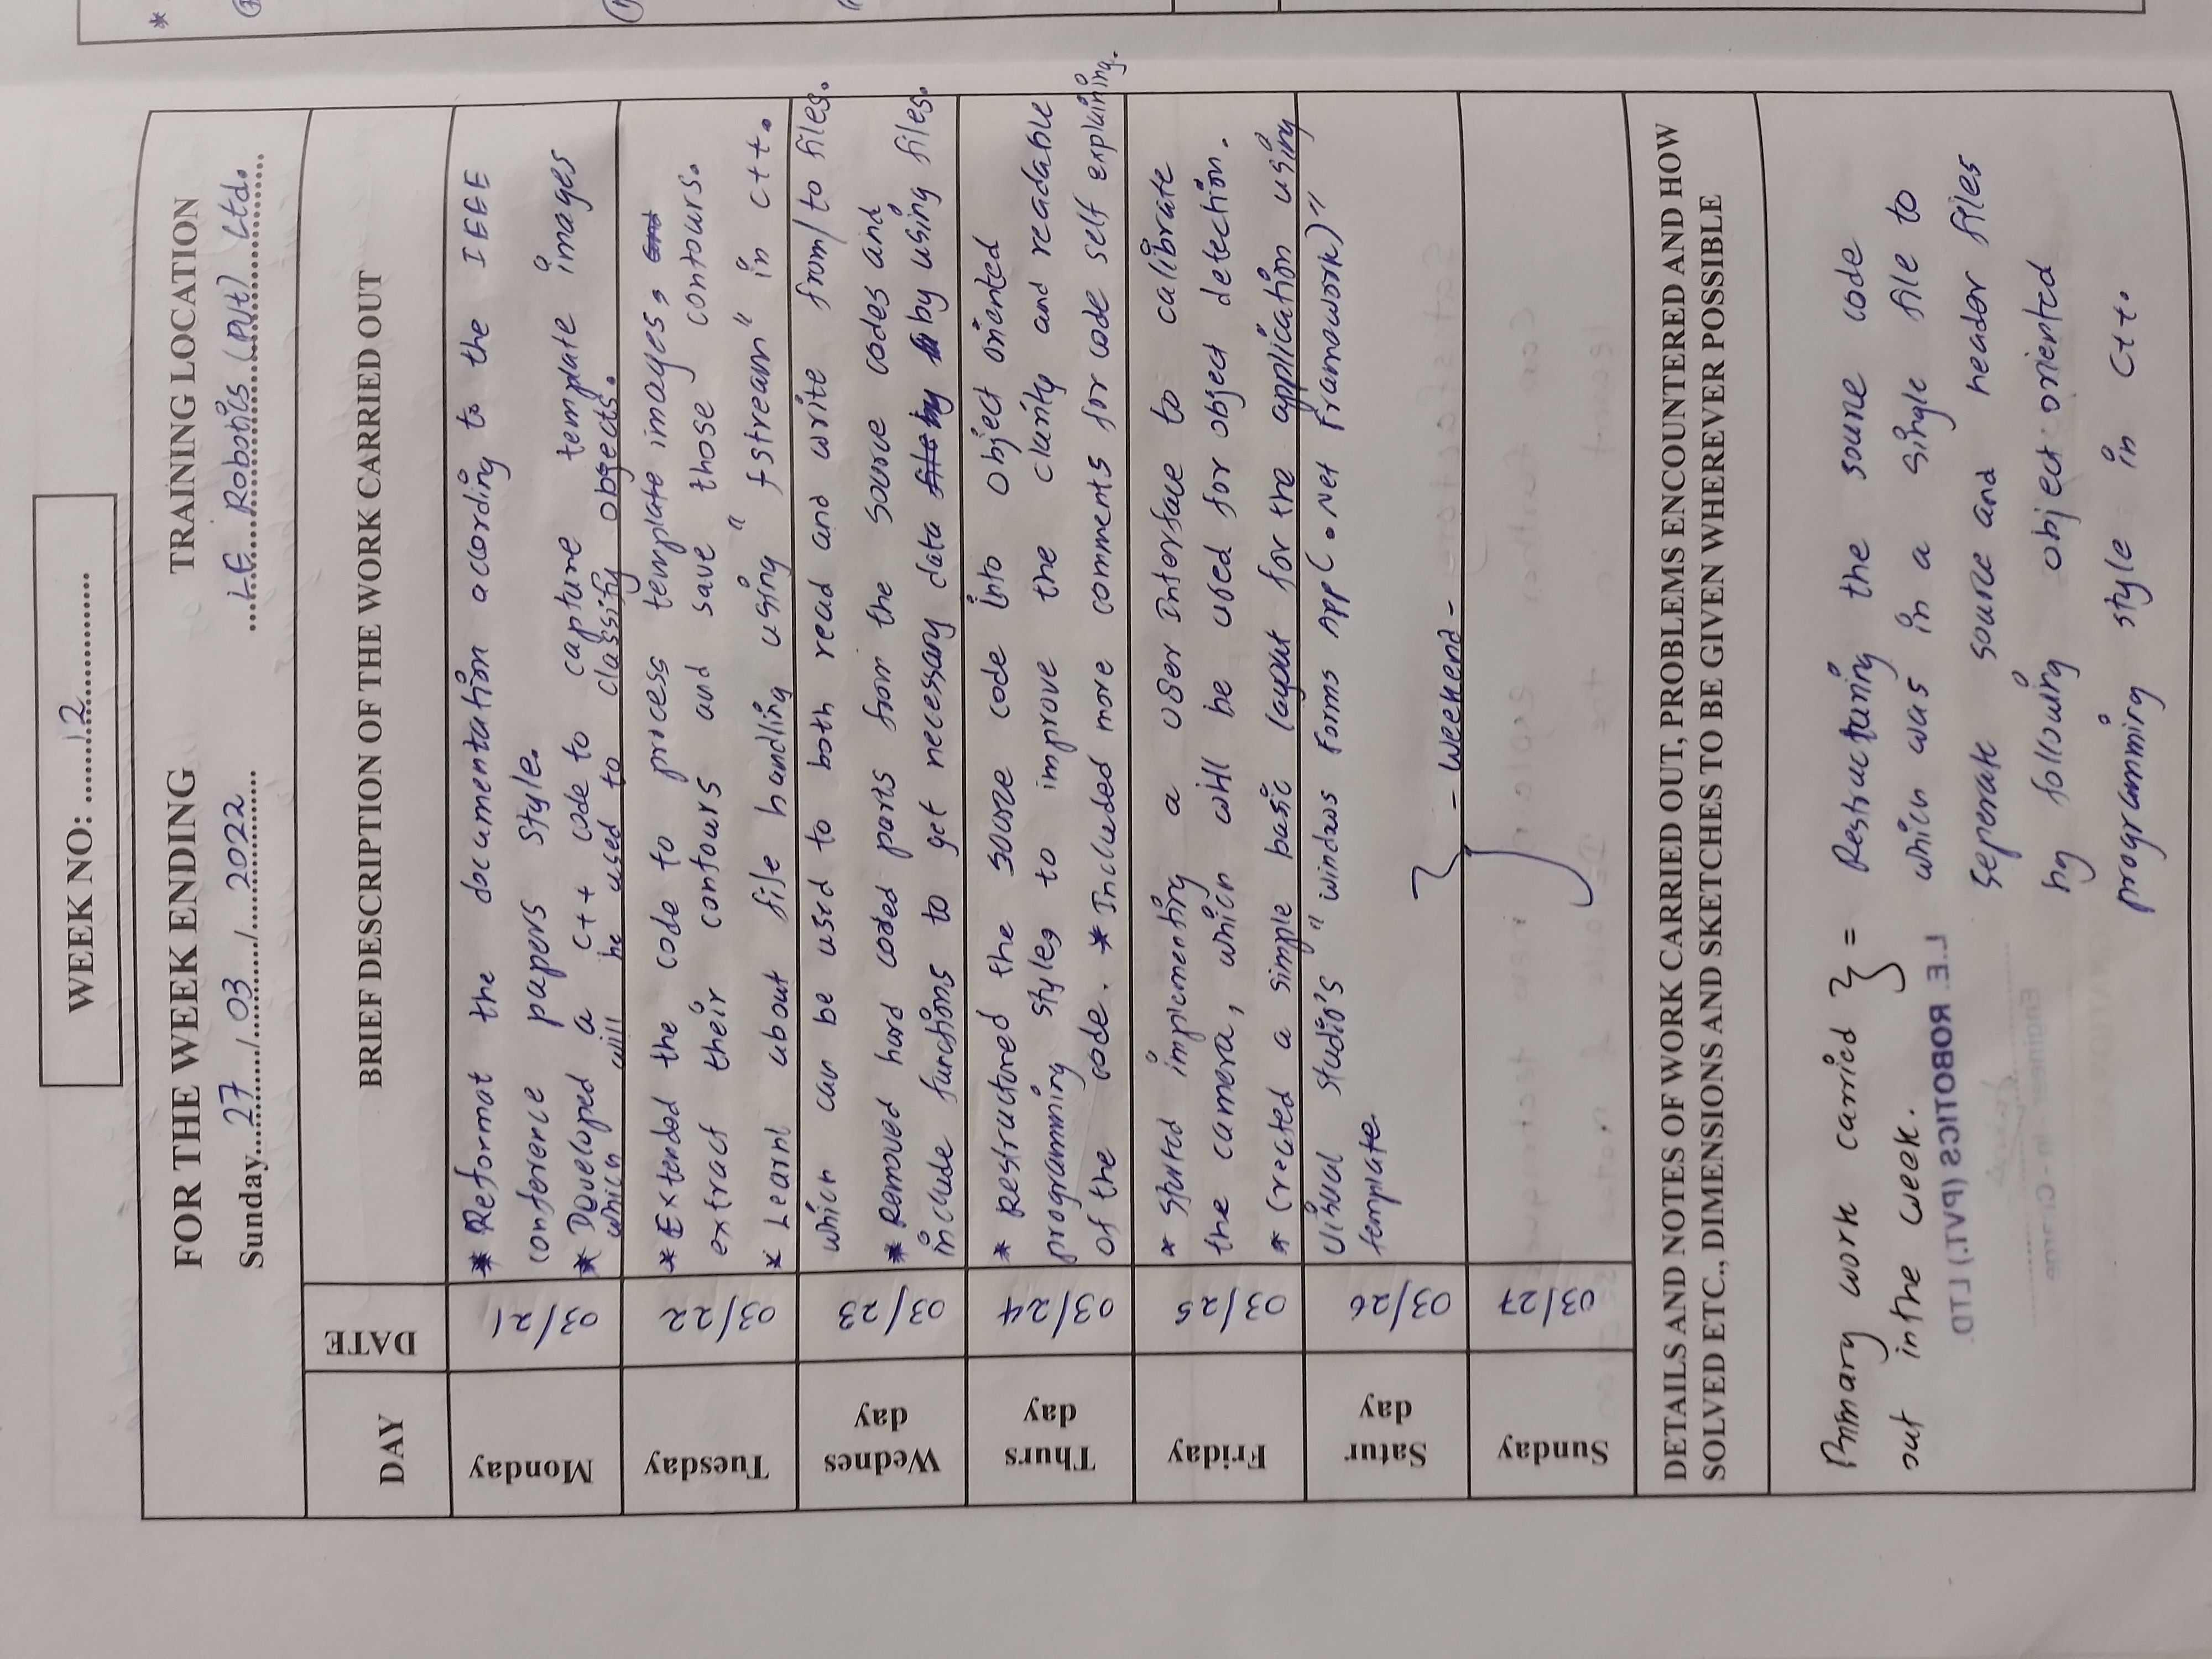 WEEK NO: ......12......
FOR THE WEEK ENDING
TRAINING LOCATION
Sunday...27.../...03.../...2022...
...LE Robotics (Pvt) Ltd.
DAY
DATE
BRIEF DESCRIPTION OF THE WORK CARRIED OUT
Monday
03/21
* Reformat the documentation according to the IEEE
conference papers style.
* Developed a C++ code to capture template images
which will be used to classify objects.
Tuesday
03/22
* Extended the code to process template images, and
extract their contours and save those contours.
* Learnt about file handling using "fstream" in C++.
Wednes
day
03/23
which can be used to both read and write from/to files.
* Removed hard coded parts from the source codes and
include functions to get necessary data file by by using files.
Thurs
day
03/24
* Restructured the source code into object oriented
programming style, to improve the clarity and readable
of the code. * Included more comments for code self explaining.
Friday
03/25
* Started implementing a User Interface to calibrate
the camera, which will be used for object detection.
* Created a simple basic layout for the application using
Satur
day
03/26
Visual Studio's "Windows Forms App (.Net Framework)"
template
- Weekend -
Sunday
03/27
DETAILS AND NOTES OF WORK CARRIED OUT, PROBLEMS ENCOUNTERED AND HOW
SOLVED ETC., DIMENSIONS AND SKETCHES TO BE GIVEN WHEREVER POSSIBLE
Primary work carried } =
out in the week.
Restructuring the source code
which was in a single file to
seperate source and header files
by following object oriented
programming style in C++.
L.E. ROBOTICS (PVT.) LTD.
Engineer - In - Charge